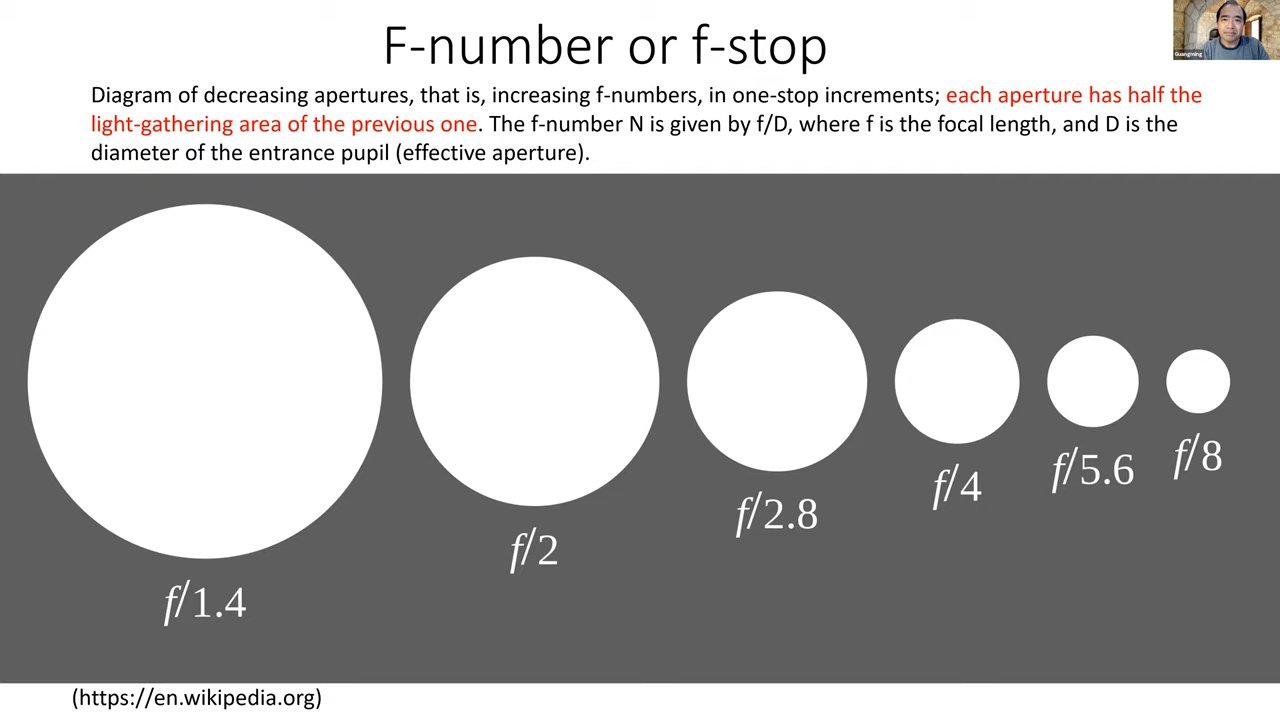 F-number or f-stop
Guangming
Diagram of decreasing apertures, that is, increasing f-numbers, in one-stop increments; each aperture has half the
light-gathering area of the previous one. The f-number N is given by f/D, where f is the focal length, and D is the
diameter of the entrance pupil (effective aperture).
f/1.4
f/2
f/2.8
f/4
f/5.6
f/8
(https://en.wikipedia.org)